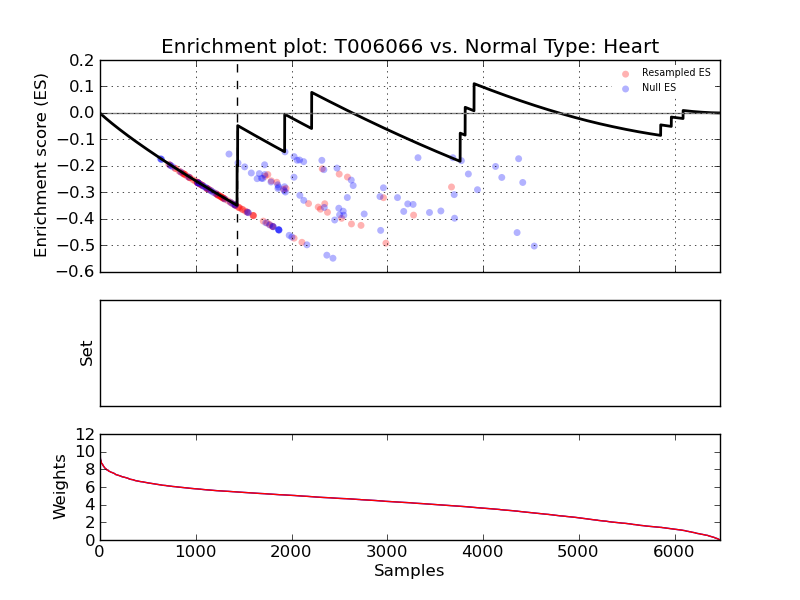 Enrichment plot: T006066 vs. Normal Type: Heart
Enrichment score (ES)
0.2
0.1
0.0
−0.1
−0.2
−0.3
−0.4
−0.5
−0.6
Resampled ES
Null ES
Set
Weights
12
10
8
6
4
2
0
0 1000 2000 3000 4000 5000 6000
Samples